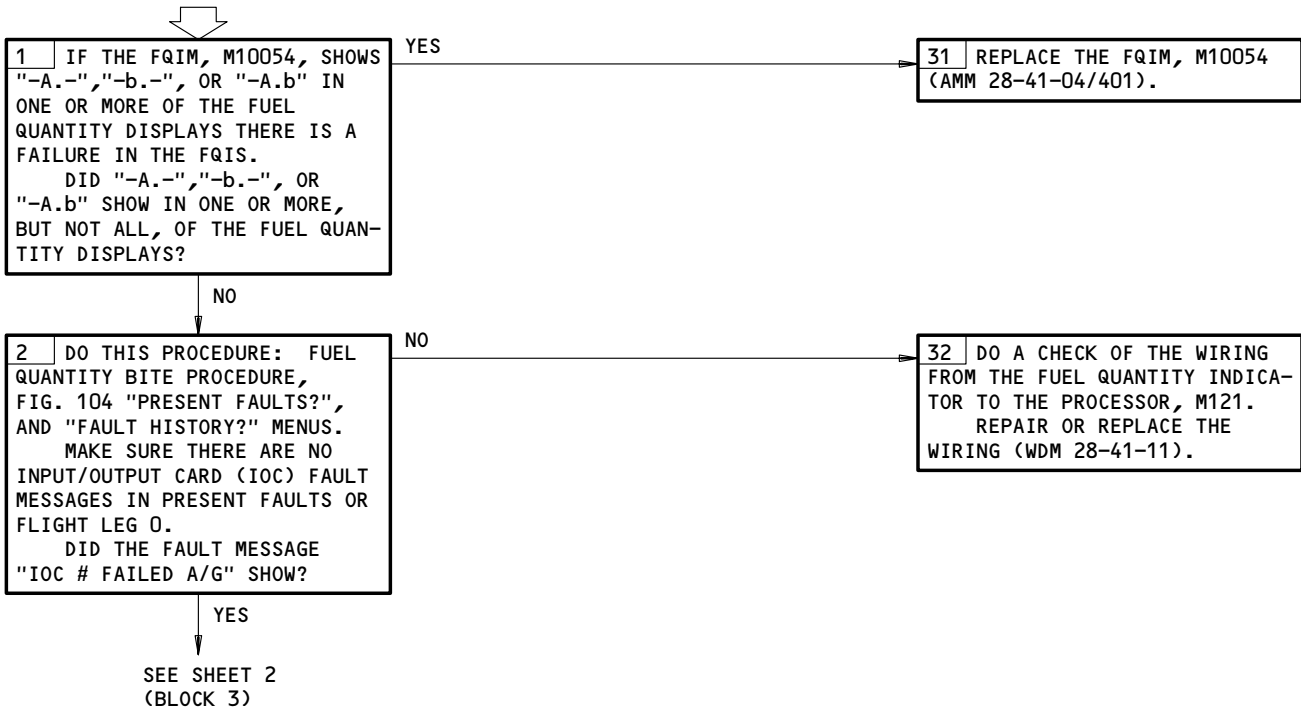 1 IF THE FQIM, M10054, SHOWS
"-A.-","-b.-", OR "-A.b" IN
ONE OR MORE OF THE FUEL
QUANTITY DISPLAYS THERE IS A
FAILURE IN THE FQIS.
DID "-A.-","-b.-", OR
"-A.b" SHOW IN ONE OR MORE,
BUT NOT ALL, OF THE FUEL QUAN-
TITY DISPLAYS?
YES
31 REPLACE THE FQIM, M10054
(AMM 28-41-04/401).
NO
2 DO THIS PROCEDURE: FUEL
QUANTITY BITE PROCEDURE,
FIG. 104 "PRESENT FAULTS?",
AND "FAULT HISTORY?" MENUS.
MAKE SURE THERE ARE NO
INPUT/OUTPUT CARD (IOC) FAULT
MESSAGES IN PRESENT FAULTS OR
FLIGHT LEG 0.
DID THE FAULT MESSAGE
"IOC # FAILED A/G" SHOW?
NO
32 DO A CHECK OF THE WIRING
FROM THE FUEL QUANTITY INDICA-
TOR TO THE PROCESSOR, M121.
REPAIR OR REPLACE THE
WIRING (WDM 28-41-11).
YES
SEE SHEET 2
(BLOCK 3)